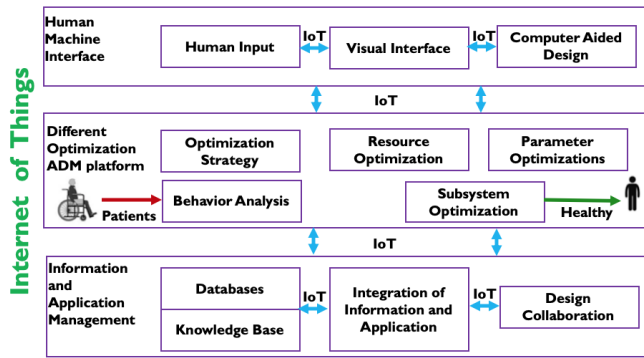 Internet of Things
Human
Machine
Interface
Human Input
IoT
Visual Interface
IoT
Computer Aided
Design
IoT
Different
Optimization
ADM platform
Optimization
Strategy
Resource
Optimization
Parameter
Optimizations
Patients
Behavior Analysis
Subsystem
Optimization
Healthy
IoT
Information
and
Application
Management
Databases
Knowledge Base
IoT
Integration of
Information and
Application
IoT
Design
Collaboration